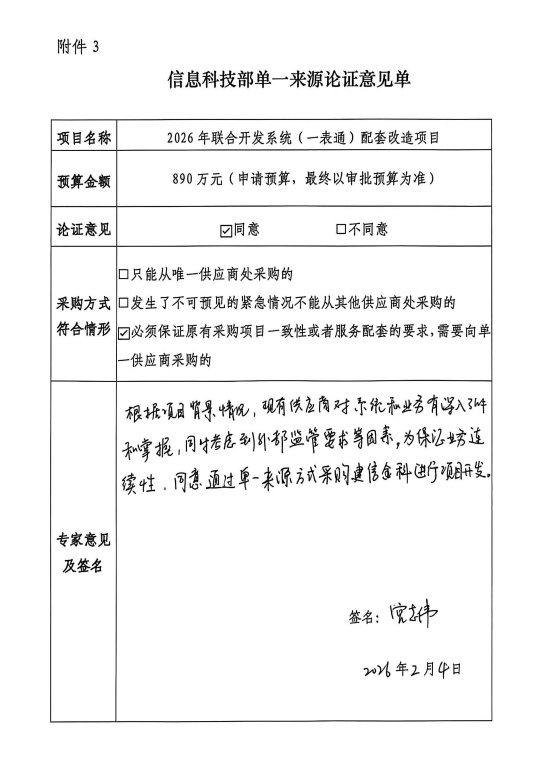 附件 3
信息科技部单一来源论证意见单
项目名称 2026 年联合开发系统（一表通）配套改造项目
预算金额 890 万元（申请预算，最终以审批预算为准）
论证意见 ☑同意 ☐不同意
采购方式
符合情形
☐只能从唯一供应商处采购的
☐发生了不可预见的紧急情况不能从其他供应商处采购的
☑必须保证原有采购项目一致性或者服务配套的要求，需要向单
一供应商采购的
专家意见
及签名
根据项目背景情况，现有供应商对系统和业务有深入了解
和掌握，同时考虑到外部监管要求等因素，为保证业务连
续性，同意通过单一来源方式采购建信金科进行项目开发。
签名：
2026 年 2 月 4 日